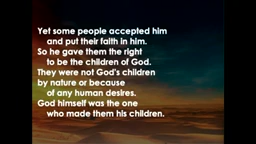 Yet some people accepted him
and put their faith in him.
So he gave them the right
to be the children of God.
They were not God's children
by nature or because
of any human desires.
God himself was the one
who made them his children.